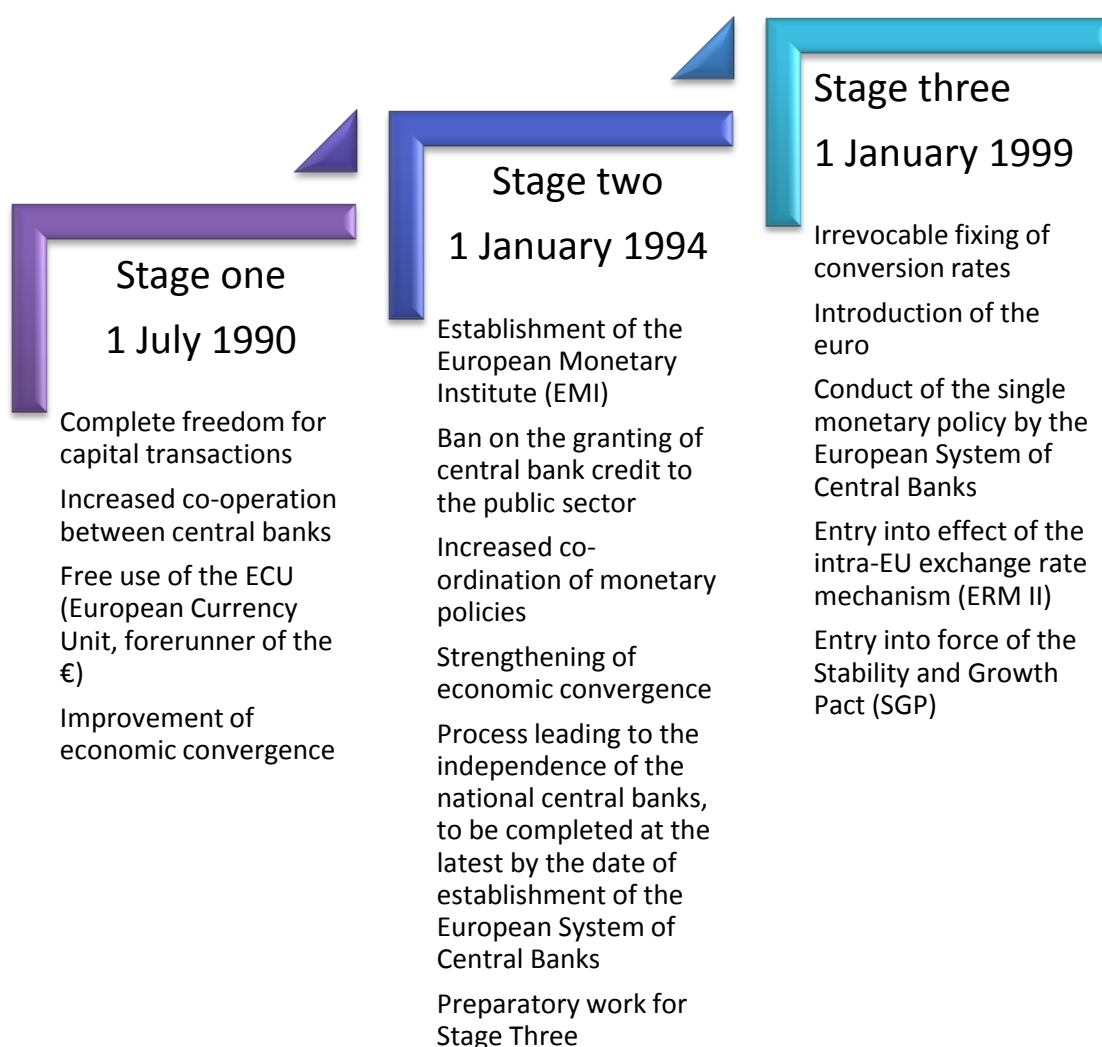 Stage one
1 July 1990
Complete freedom for
capital transactions
Increased co-operation
between central banks
Free use of the ECU
(European Currency
Unit, forerunner of the
€)
Improvement of
economic convergence
Stage two
1 January 1994
Establishment of the
European Monetary
Institute (EMI)
Ban on the granting of
central bank credit to
the public sector
Increased co-
ordination of monetary
policies
Strengthening of
economic convergence
Process leading to the
independence of the
national central banks,
to be completed at the
latest by the date of
establishment of the
European System of
Central Banks
Preparatory work for
Stage Three
Stage three
1 January 1999
Irrevocable fixing of
conversion rates
Introduction of the
euro
Conduct of the single
monetary policy by the
European System of
Central Banks
Entry into effect of the
intra-EU exchange rate
mechanism (ERM II)
Entry into force of the
Stability and Growth
Pact (SGP)